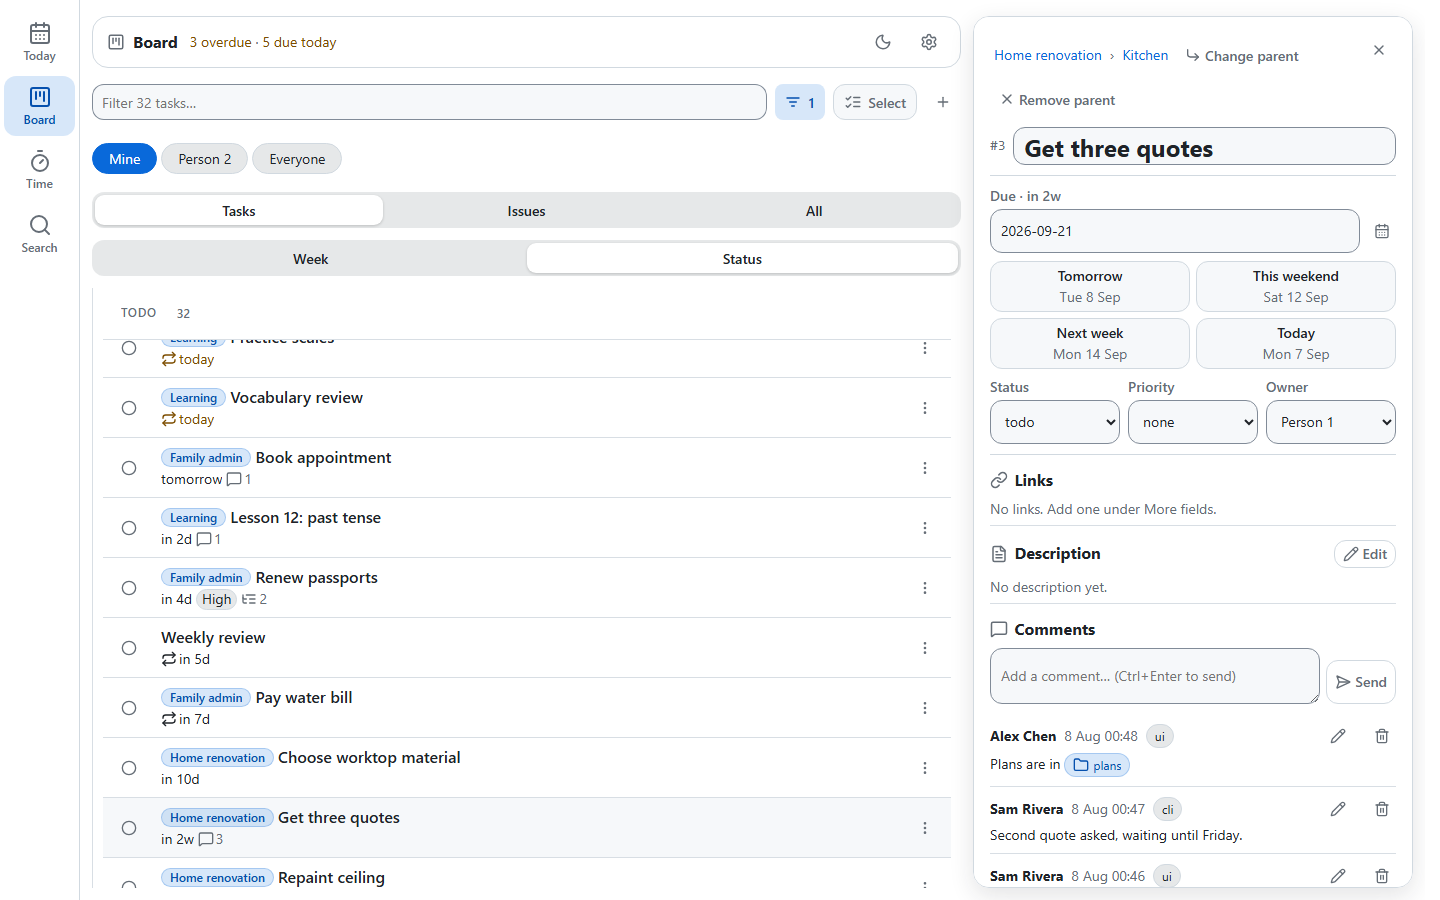 Today
Board
Time
Search
Board 3 overdue · 5 due today
Filter 32 tasks...
1
Select
Mine
Person 2
Everyone
Tasks
Issues
All
Week
Status
TODO 32
Learning Practice scales
today
Learning Vocabulary review
today
Family admin Book appointment
tomorrow 1
Learning Lesson 12: past tense
in 2d 1
Family admin Renew passports
in 4d High 2
Weekly review
in 5d
Family admin Pay water bill
in 7d
Home renovation Choose worktop material
in 10d
Home renovation Get three quotes
in 2w 3
Home renovation Repaint ceiling
Home renovation › Kitchen Change parent
Remove parent
#3 Get three quotes
Due · in 2w
2026-09-21
Tomorrow
Tue 8 Sep
This weekend
Sat 12 Sep
Next week
Mon 14 Sep
Today
Mon 7 Sep
Status Priority Owner
todo none Person 1
Links
No links. Add one under More fields.
Description Edit
No description yet.
Comments
Add a comment... (Ctrl+Enter to send)
Send
Alex Chen 8 Aug 00:48 ui
Plans are in plans
Sam Rivera 8 Aug 00:47 cli
Second quote asked, waiting until Friday.
Sam Rivera 8 Aug 00:46 ui